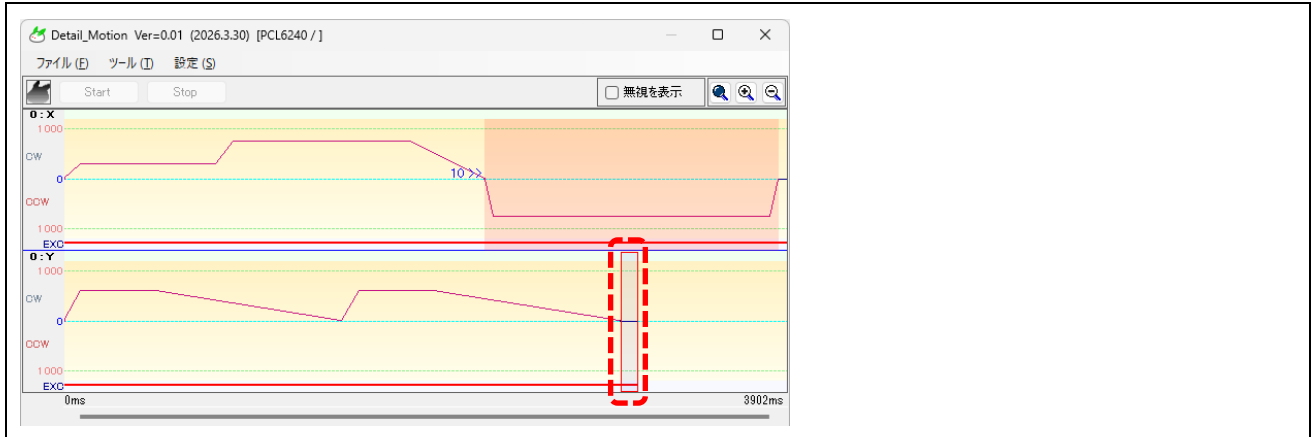 Detail_Motion Ver=0.01 (2026.3.30) [PCL6240 / ]
ファイル(F) ツール(T) 設定(S)
Start Stop 無視を表示
0:X
1000
CW
10 >>
0
CCW
1000
EXC
0:Y
1000
CW
0
CCW
1000
EXC
0ms 3902ms